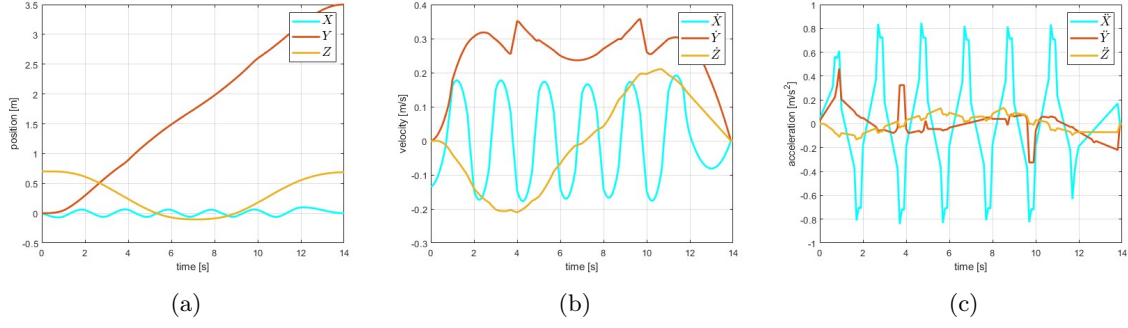 3.5
3
2.5
2
1.5
1
0.5
0
-0.5
position [m]
0 2 4 6 8 10 12 14
time [s]
X
Y
Z
(a)
0.4
0.3
0.2
0.1
0
-0.1
-0.2
0.3
velocity [m/s]
0 2 4 6 8 10 12 14
time [s]
Ẋ
Ẏ
Ż
(b)
1
0.8
0.6
0.4
0.2
0
-0.2
-0.4
-0.6
-0.8
-1
acceleration [m/s²]
0 2 4 6 8 10 12 14
time [s]
Ẍ
Ÿ
Z̈
(c)